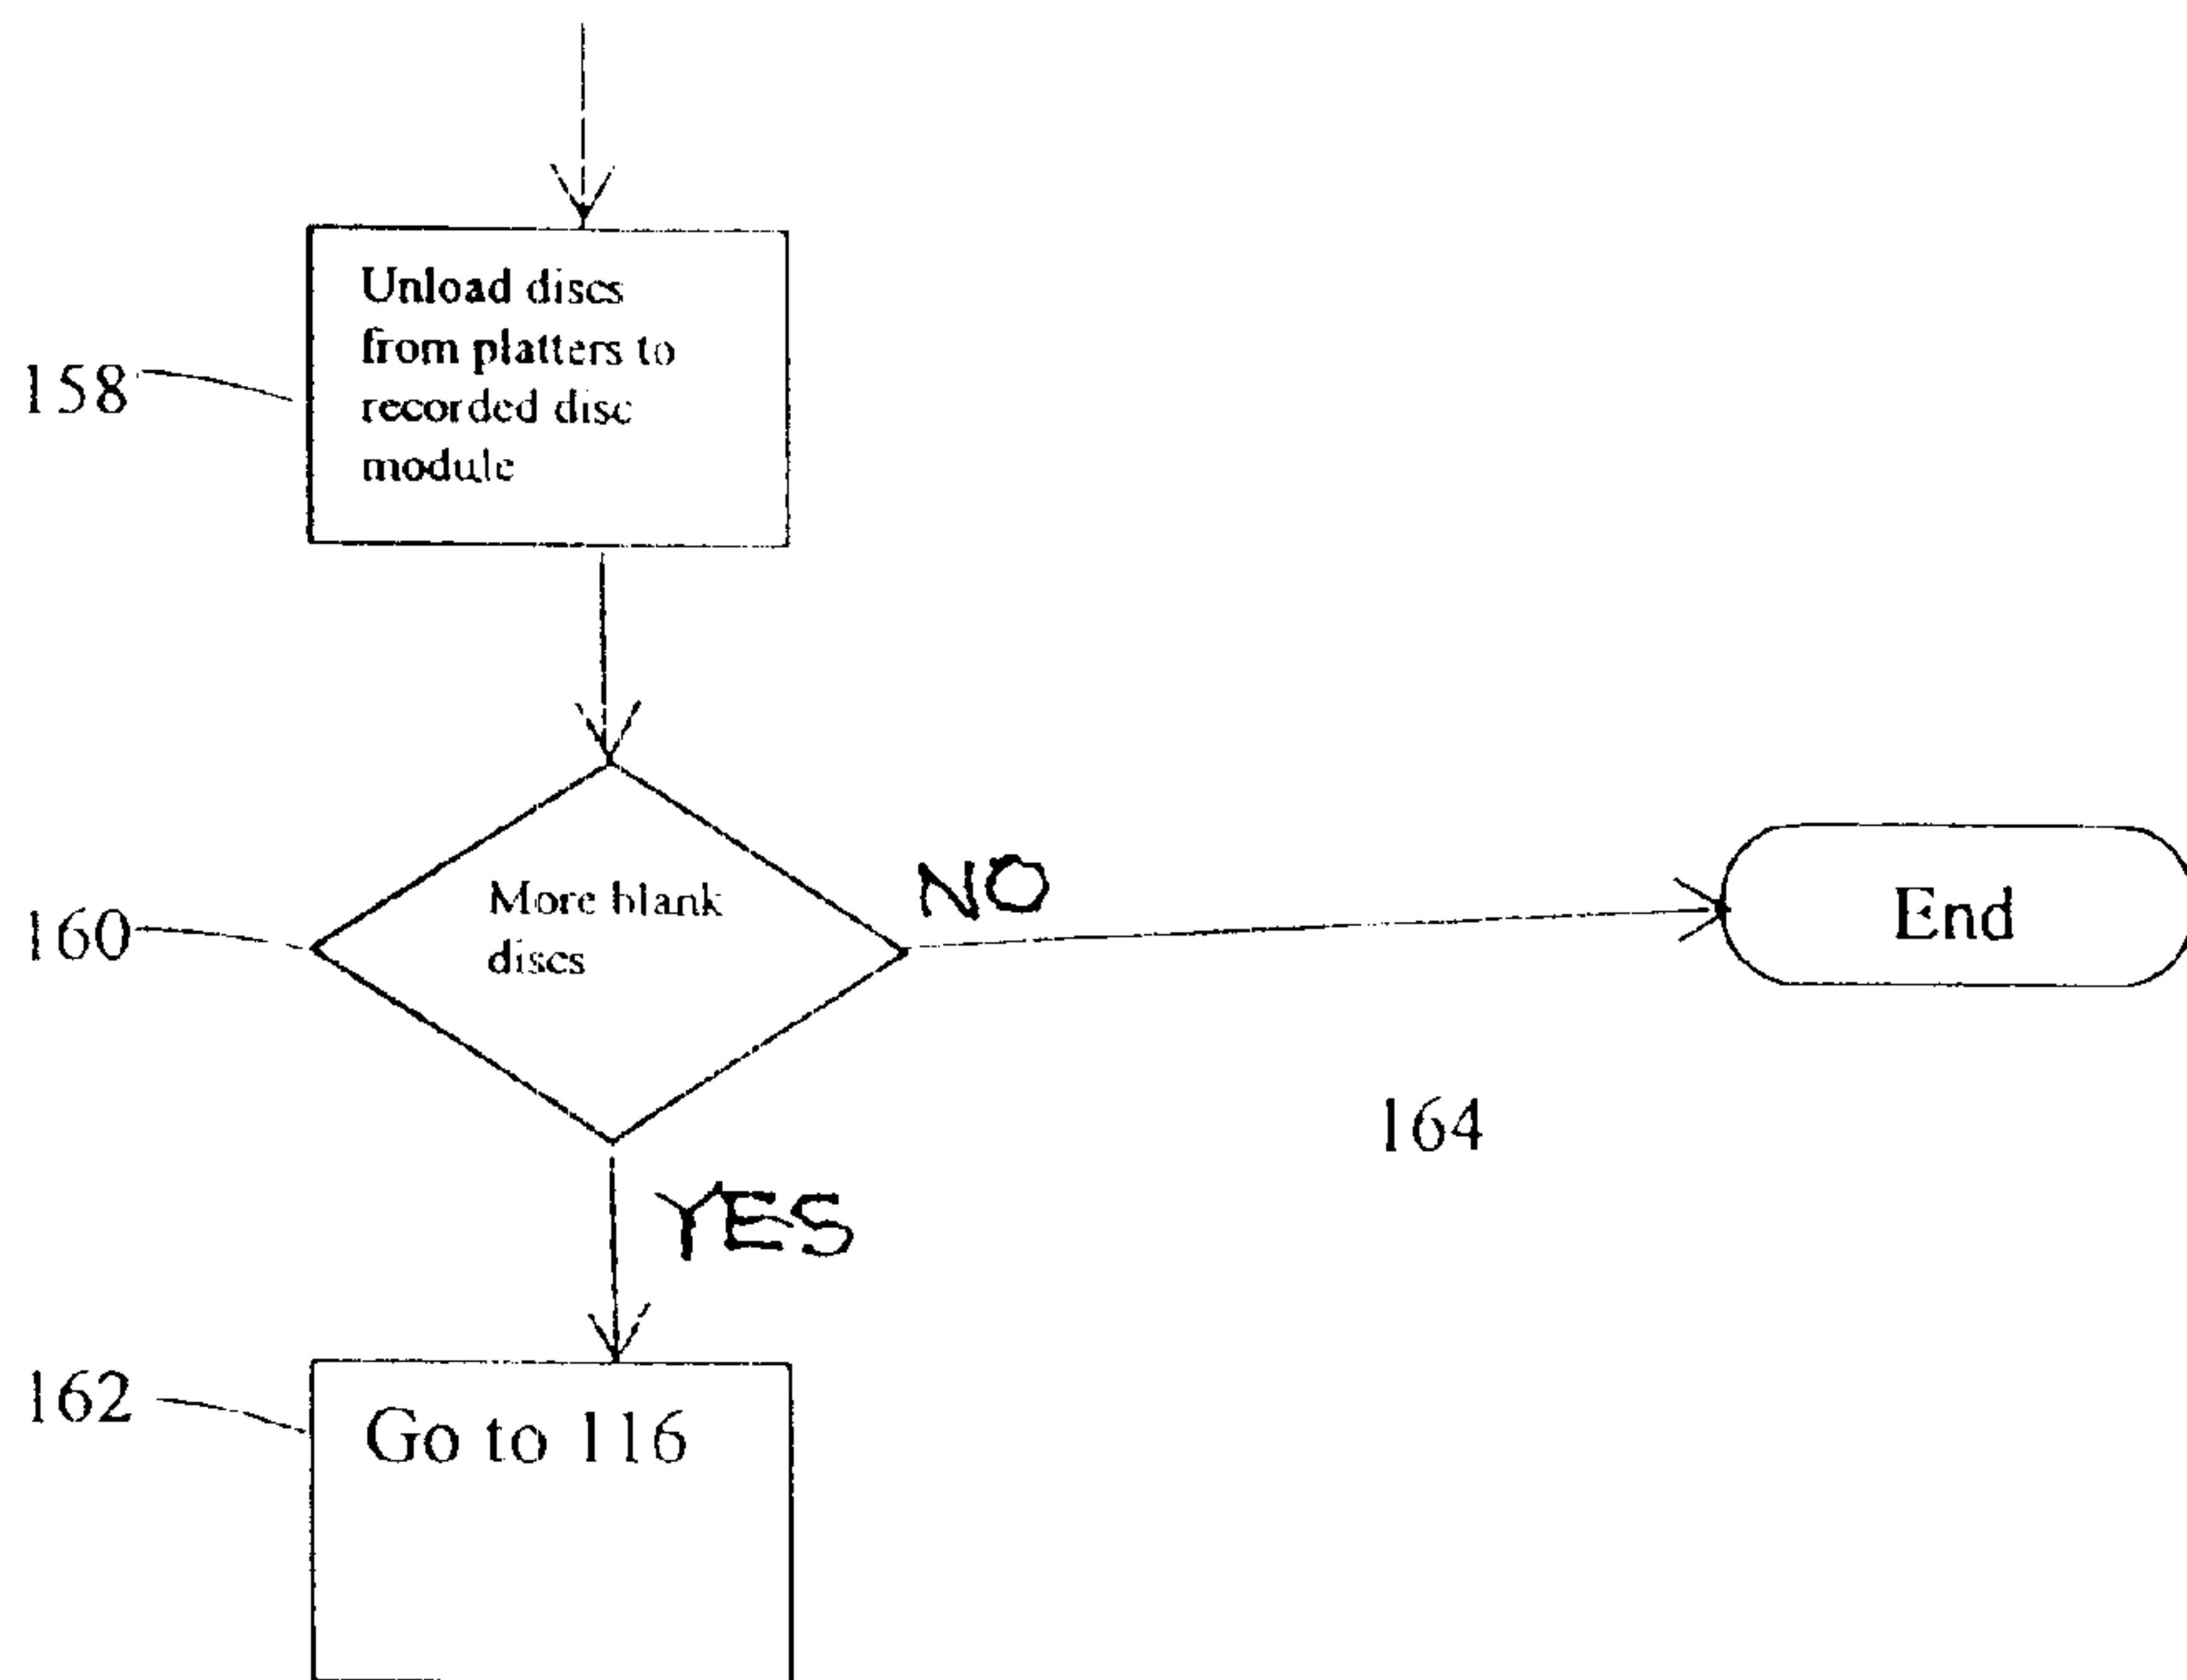 158
Unload discs
from platters to
recorded disc
module
160
More blank
discs
NO
End
164
YES
162
Go to 116